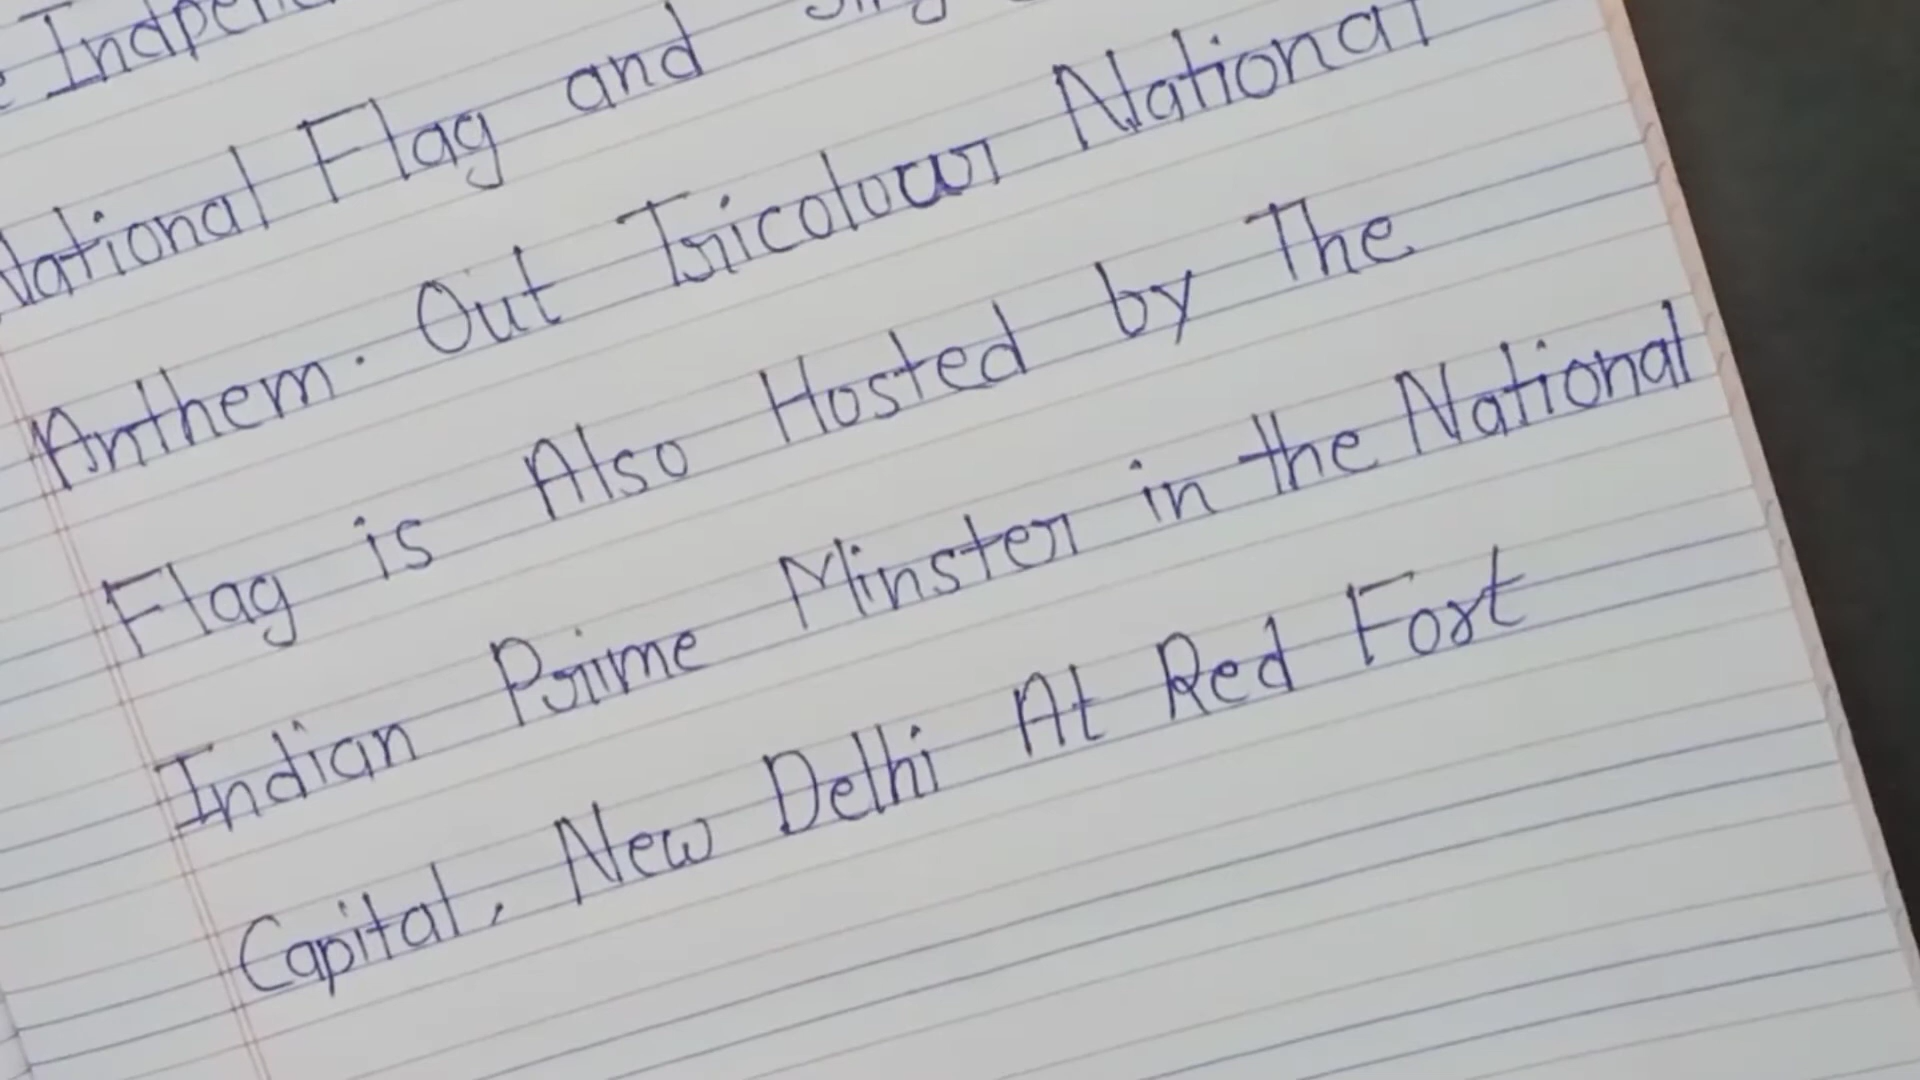 National Flag and
Anthem. Out Tricolour National
Flag is Also Hosted by The
Indian Prime Minster in the National
Capital, New Delhi At Red Fort